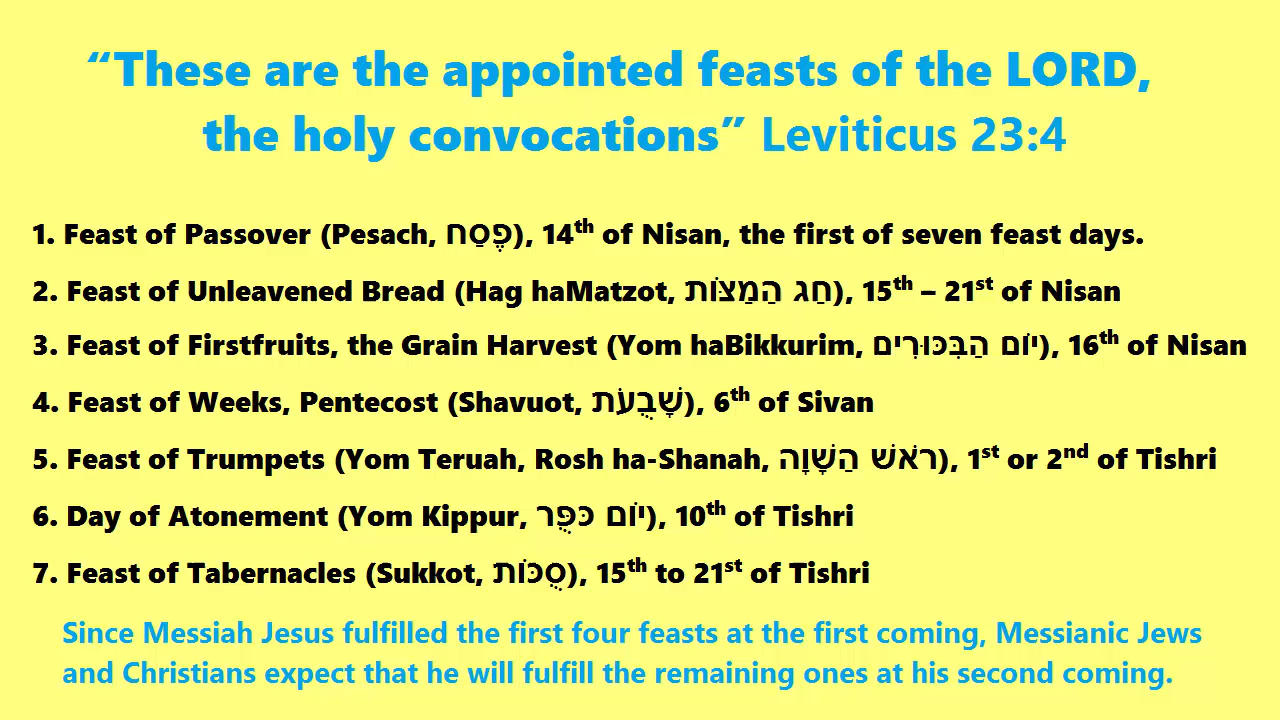 “These are the appointed feasts of the LORD,
the holy convocations” Leviticus 23:4
1. Feast of Passover (Pesach, פֶּסַח), 14th of Nisan, the first of seven feast days.
2. Feast of Unleavened Bread (Hag haMatzot, חַג הַמַצּוֹת), 15th – 21st of Nisan
3. Feast of Firstfruits, the Grain Harvest (Yom haBikkurim, יוֹם הַבִּכּוּרִים), 16th of Nisan
4. Feast of Weeks, Pentecost (Shavuot, שָׁבֻעֹת), 6th of Sivan
5. Feast of Trumpets (Yom Teruah, Rosh ha-Shanah, רֹאשׁ הַשָּׁוָה), 1st or 2nd of Tishri
6. Day of Atonement (Yom Kippur, יוֹם כִּפֻּר), 10th of Tishri
7. Feast of Tabernacles (Sukkot, סֻכּוֹת), 15th to 21st of Tishri
Since Messiah Jesus fulfilled the first four feasts at the first coming, Messianic Jews
and Christians expect that he will fulfill the remaining ones at his second coming.